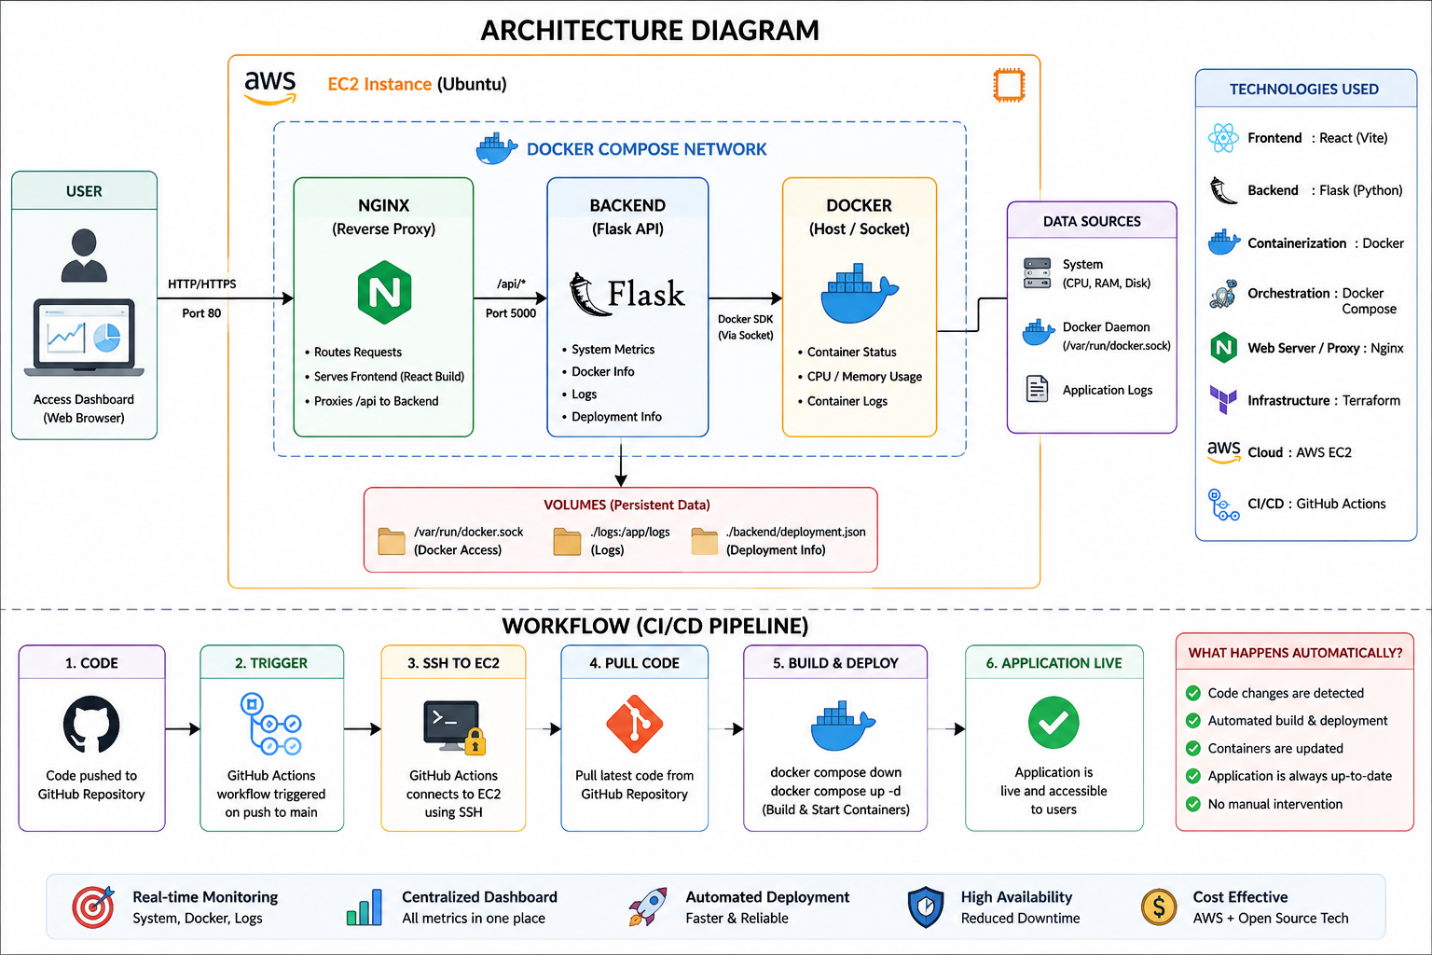 ARCHITECTURE DIAGRAM
aws
EC2 Instance (Ubuntu)
DOCKER COMPOSE NETWORK
USER
Access Dashboard
(Web Browser)
HTTP/HTTPS
Port 80
NGINX
(Reverse Proxy)
N
• Routes Requests
• Serves Frontend (React Build)
• Proxies /api to Backend
/api/*
Port 5000
BACKEND
(Flask API)
Flask
• System Metrics
• Docker Info
• Logs
• Deployment Info
Docker SDK
(Via Socket)
DOCKER
(Host / Socket)
• Container Status
• CPU / Memory Usage
• Container Logs
DATA SOURCES
System
(CPU, RAM, Disk)
Docker Daemon
(/var/run/docker.sock)
Application Logs
VOLUMES (Persistent Data)
/var/run/docker.sock
(Docker Access)
./logs:/app/logs
(Logs)
./backend/deployment.json
(Deployment Info)
TECHNOLOGIES USED
Frontend : React (Vite)
Backend : Flask (Python)
Containerization : Docker
Orchestration : Docker
Compose
N
Web Server / Proxy : Nginx
Infrastructure : Terraform
aws
Cloud : AWS EC2
CI/CD : GitHub Actions
WORKFLOW (CI/CD PIPELINE)
1. CODE
Code pushed to
GitHub Repository
2. TRIGGER
GitHub Actions
workflow triggered
on push to main
3. SSH TO EC2
GitHub Actions
connects to EC2
using SSH
4. PULL CODE
Pull latest code from
GitHub Repository
5. BUILD & DEPLOY
docker compose down
docker compose up -d
(Build & Start Containers)
6. APPLICATION LIVE
Application is
live and accessible
to users
WHAT HAPPENS AUTOMATICALLY?
Code changes are detected
Automated build & deployment
Containers are updated
Application is always up-to-date
No manual intervention
Real-time Monitoring
System, Docker, Logs
Centralized Dashboard
All metrics in one place
Automated Deployment
Faster & Reliable
High Availability
Reduced Downtime
$
Cost Effective
AWS + Open Source Tech